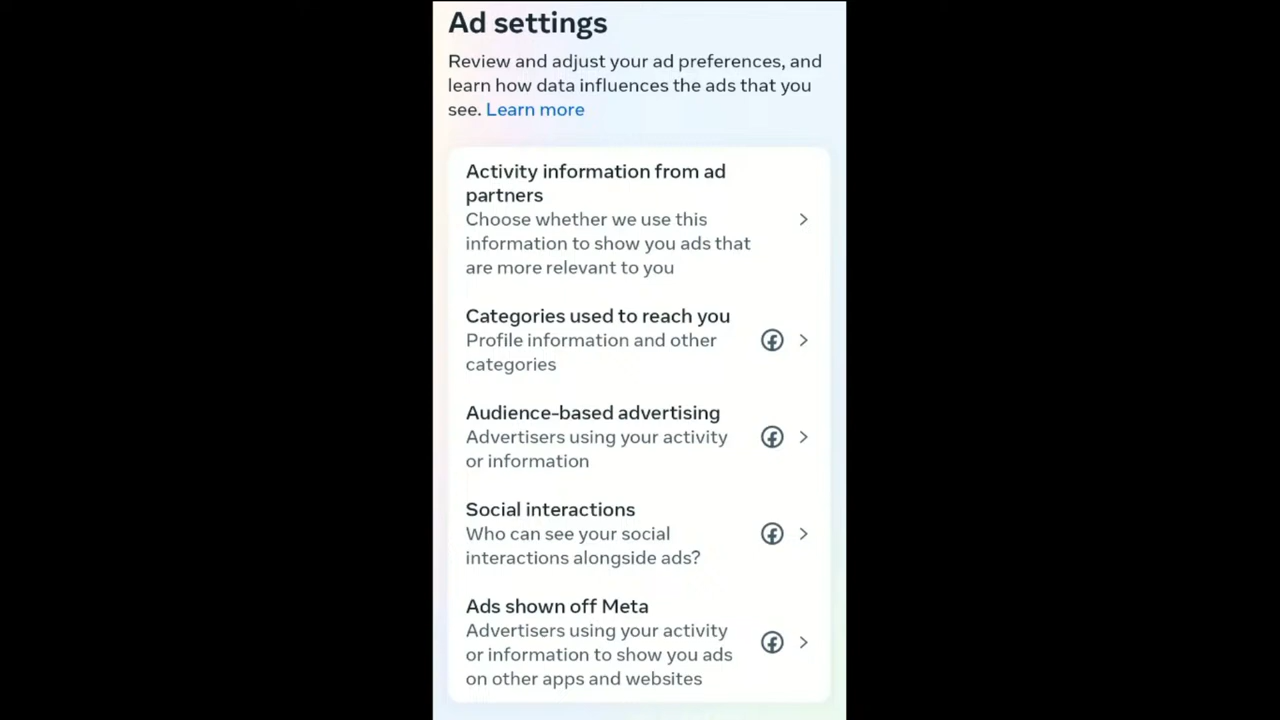 Ad settings
Review and adjust your ad preferences, and
learn how data influences the ads that you
see. Learn more
Activity information from ad
partners
Choose whether we use this
information to show you ads that
are more relevant to you
Categories used to reach you
Profile information and other
categories
Audience-based advertising
Advertisers using your activity
or information
Social interactions
Who can see your social
interactions alongside ads?
Ads shown off Meta
Advertisers using your activity
or information to show you ads
on other apps and websites